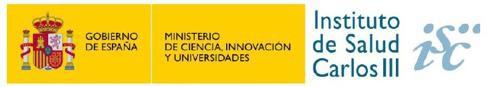 GOBIERNO
DE ESPAÑA
MINISTERIO
DE CIENCIA, INNOVACIÓN
Y UNIVERSIDADES
Instituto
de Salud
Carlos III
isc